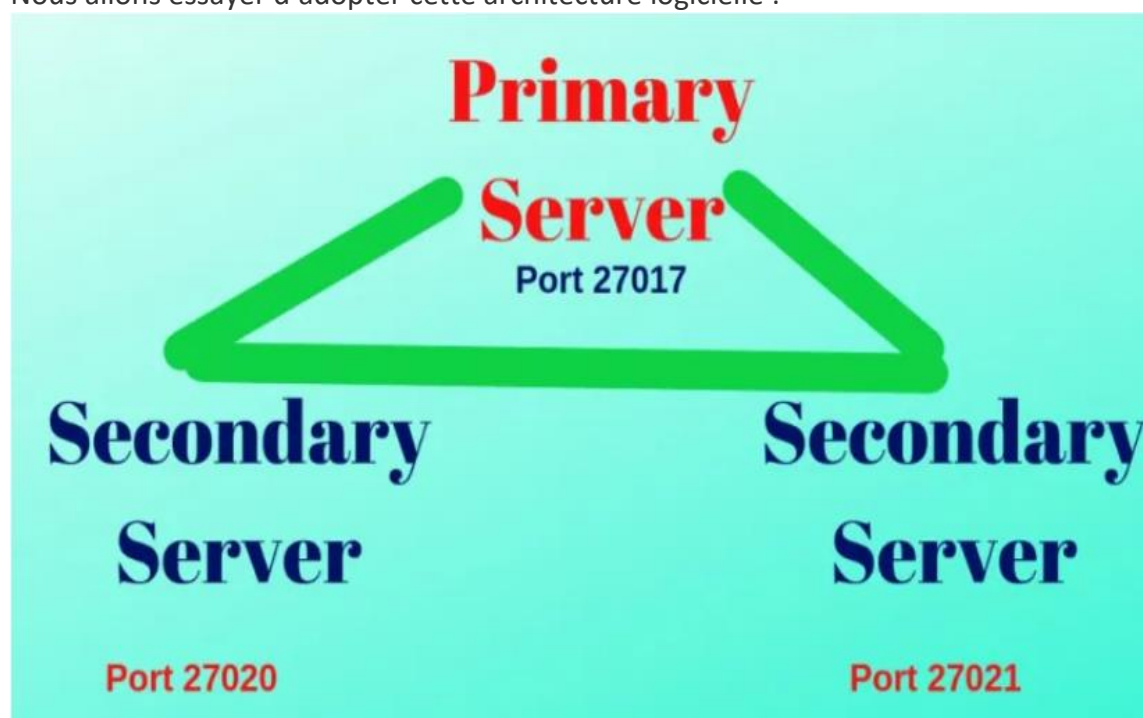 Nous allons essayer d'adopter cette architecture logicielle :
Primary
Server
Port 27017
Secondary
Server
Port 27020
Secondary
Server
Port 27021